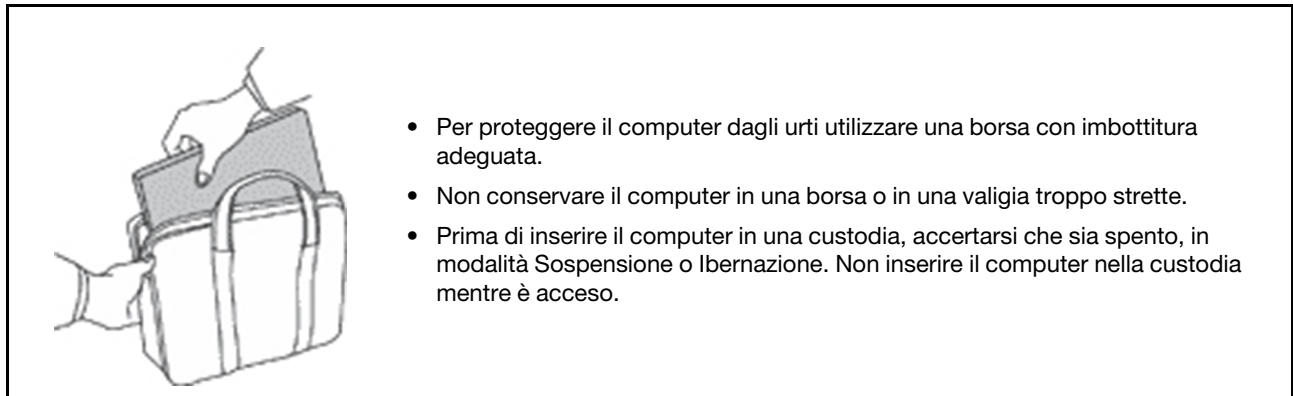 • Per proteggere il computer dagli urti utilizzare una borsa con imbottitura
adeguata.
• Non conservare il computer in una borsa o in una valigia troppo strette.
• Prima di inserire il computer in una custodia, accertarsi che sia spento, in
modalità Sospensione o Ibernazione. Non inserire il computer nella custodia
mentre è acceso.